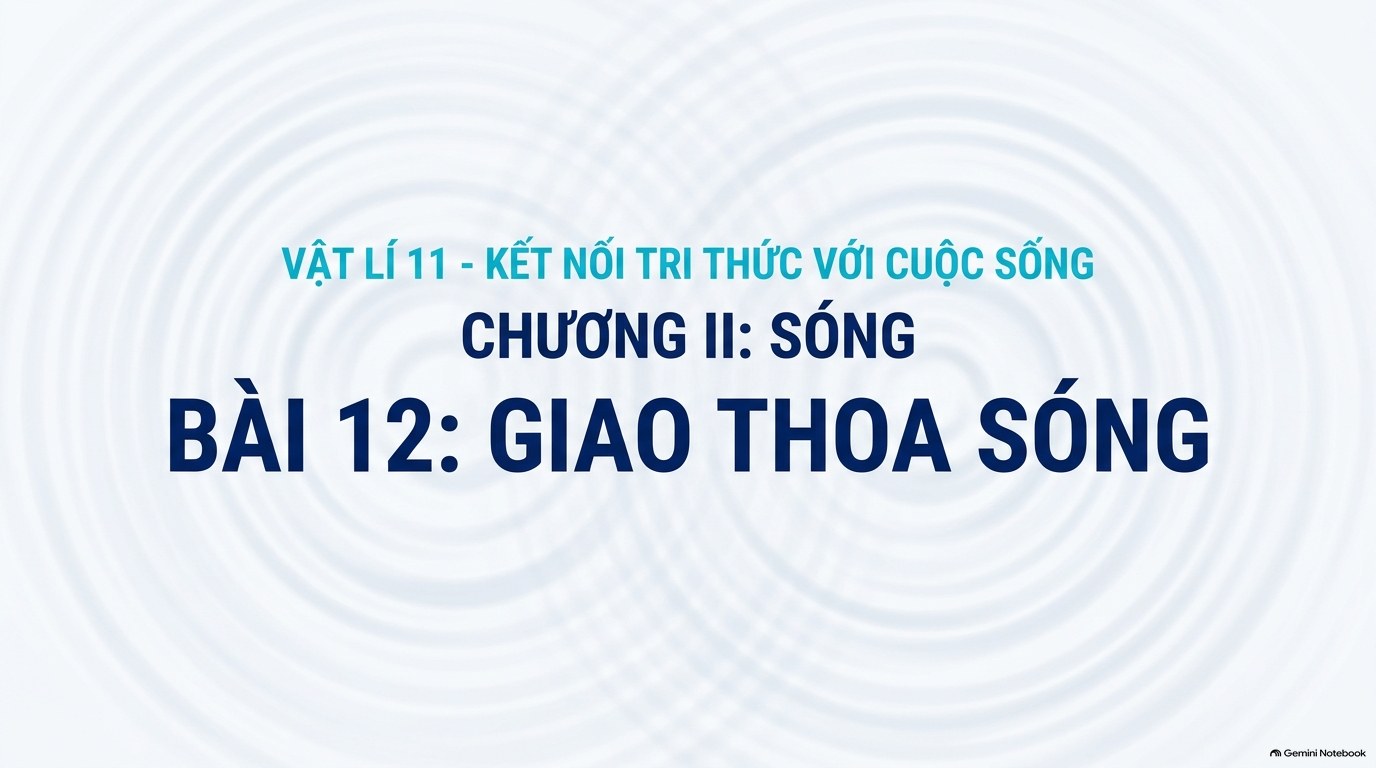 VẬT LÍ 11 - KẾT NỐI TRI THỨC VỚI CUỘC SỐNG
CHƯƠNG II: SÓNG
BÀI 12: GIAO THOA SÓNG
Gemini Notebook